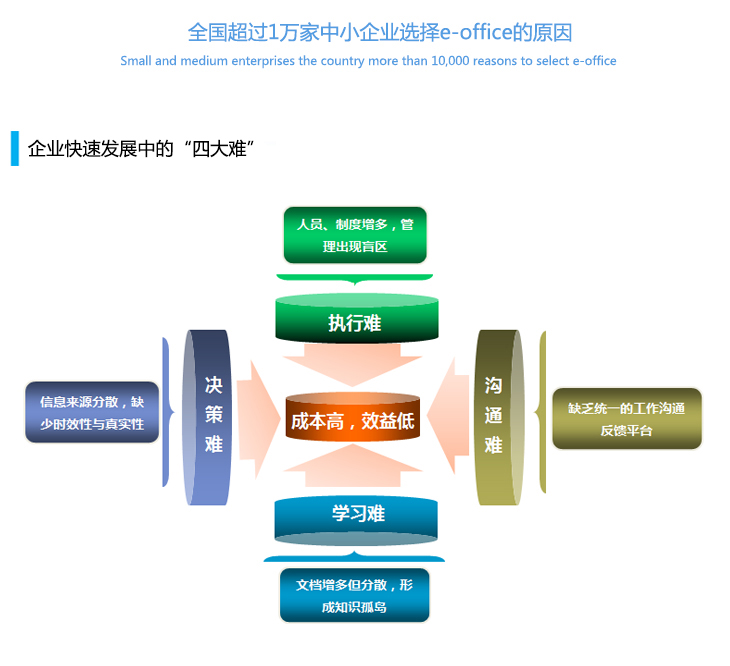 全国超过1万家中小企业选择e-office的原因
Small and medium enterprises the country more than 10,000 reasons to select e-office
企业快速发展中的“四大难”
人员、制度增多，管
理出现盲区
执行难
信息来源分散，缺
少时效性与真实性
决策难
成本高，效益低
沟通难
缺乏统一的工作沟通
反馈平台
学习难
文档增多但分散，形
成知识孤岛